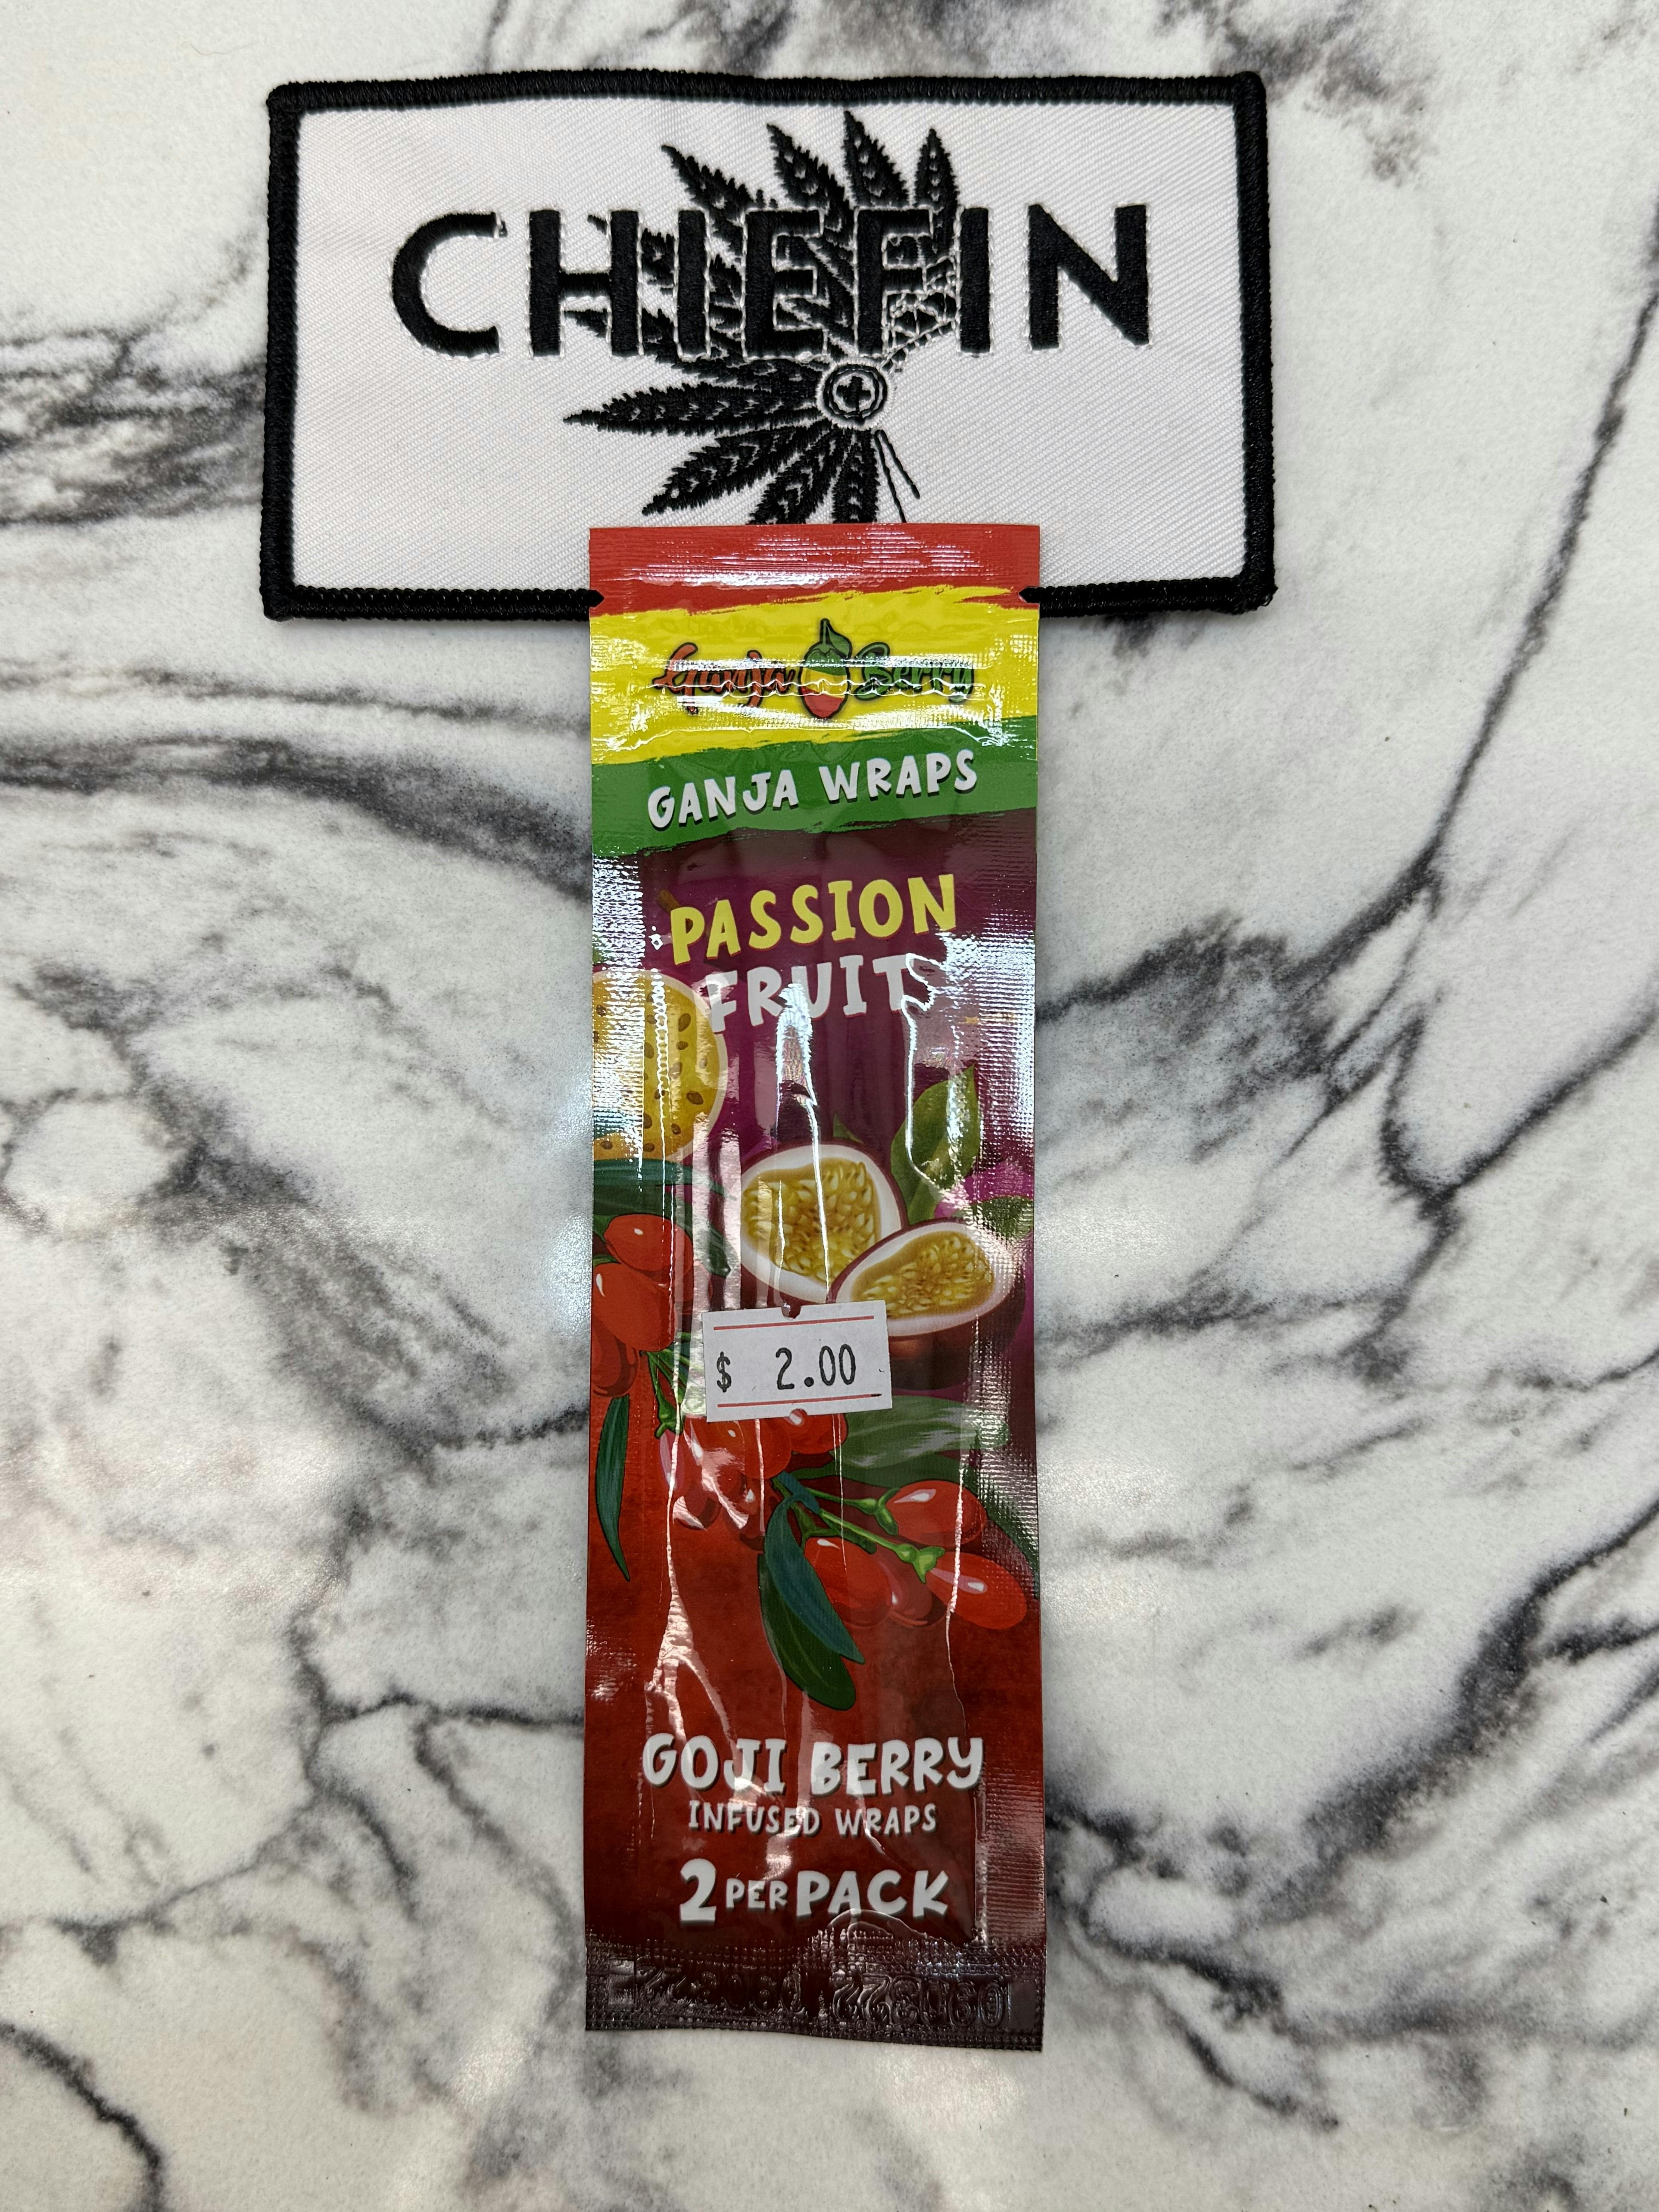 CHIEFIN
Ganja Berry
GANJA WRAPS
PASSION
FRUIT
$ 2.00
GOJI BERRY
INFUSED WRAPS
2 PER PACK